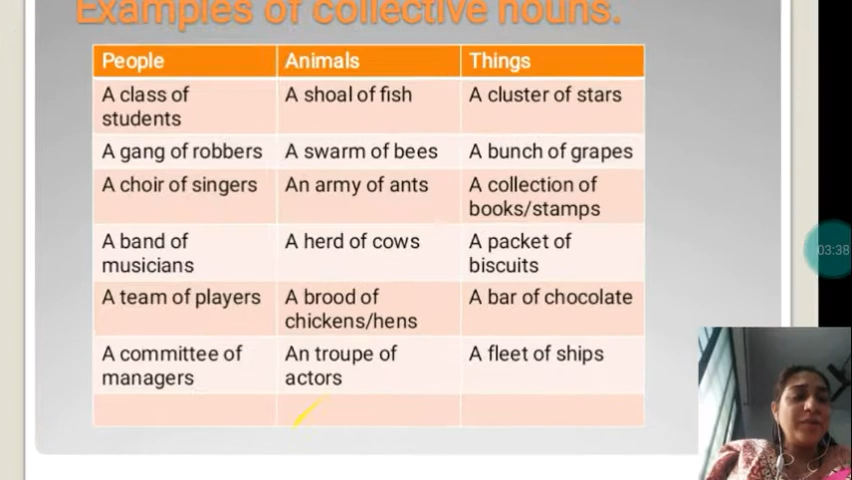 Examples of collective nouns.
People Animals Things
A class of students A shoal of fish A cluster of stars
A gang of robbers A swarm of bees A bunch of grapes
A choir of singers An army of ants A collection of books/stamps
A band of musicians A herd of cows A packet of biscuits
A team of players A brood of chickens/hens A bar of chocolate
A committee of managers An troupe of actors A fleet of ships
03:38